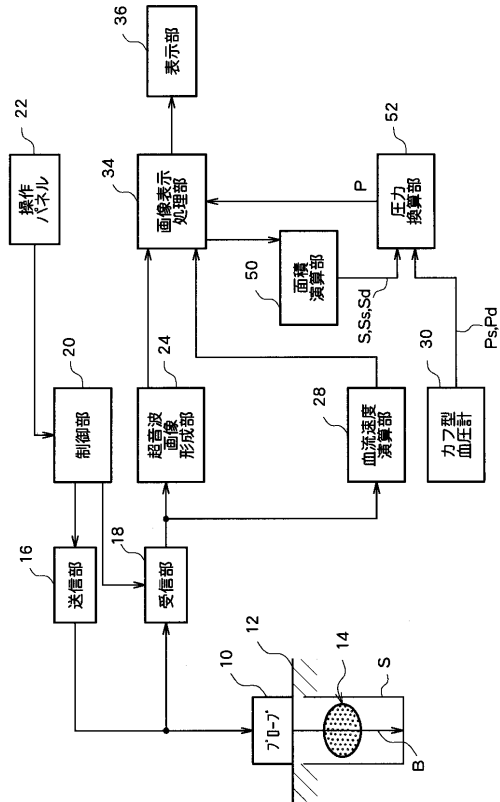 36
表示部
22
操作
パネル
34
画像表示
処理部
52
圧力
換算部
P
50
面積
演算部
S,Ss,Sd
Ps,Pd
20
制御部
24
超音波
画像
形成部
28
血流速度
演算部
30
カフ型
血圧計
16
送信部
18
受信部
10
プローブ
12
14
S
B